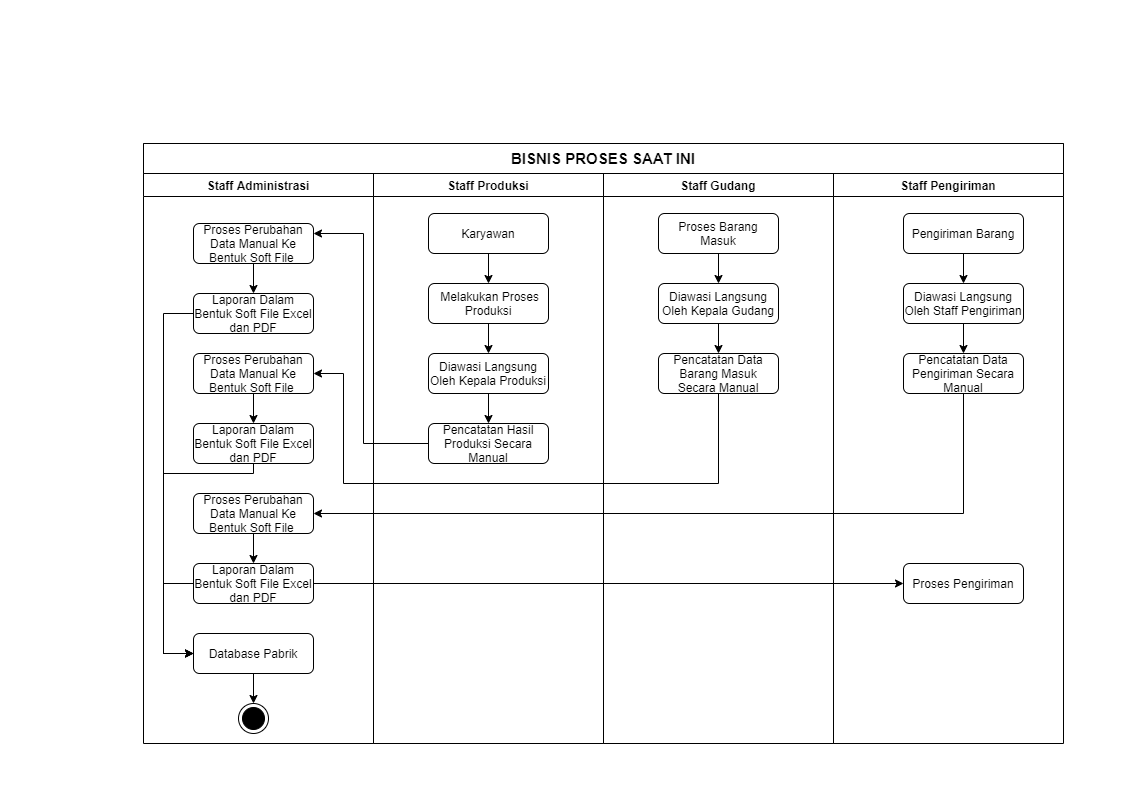 BISNIS PROSES SAAT INI
Staff Administrasi
Staff Produksi
Staff Gudang
Staff Pengiriman
Proses Perubahan
Data Manual Ke
Bentuk Soft File
Laporan Dalam
Bentuk Soft File Excel
dan PDF
Proses Perubahan
Data Manual Ke
Bentuk Soft File
Laporan Dalam
Bentuk Soft File Excel
dan PDF
Proses Perubahan
Data Manual Ke
Bentuk Soft File
Laporan Dalam
Bentuk Soft File Excel
dan PDF
Database Pabrik
Karyawan
Melakukan Proses
Produksi
Diawasi Langsung
Oleh Kepala Produksi
Pencatatan Hasil
Produksi Secara
Manual
Proses Barang
Masuk
Diawasi Langsung
Oleh Kepala Gudang
Pencatatan Data
Barang Masuk
Secara Manual
Pengiriman Barang
Diawasi Langsung
Oleh Staff Pengiriman
Pencatatan Data
Pengiriman Secara
Manual
Proses Pengiriman